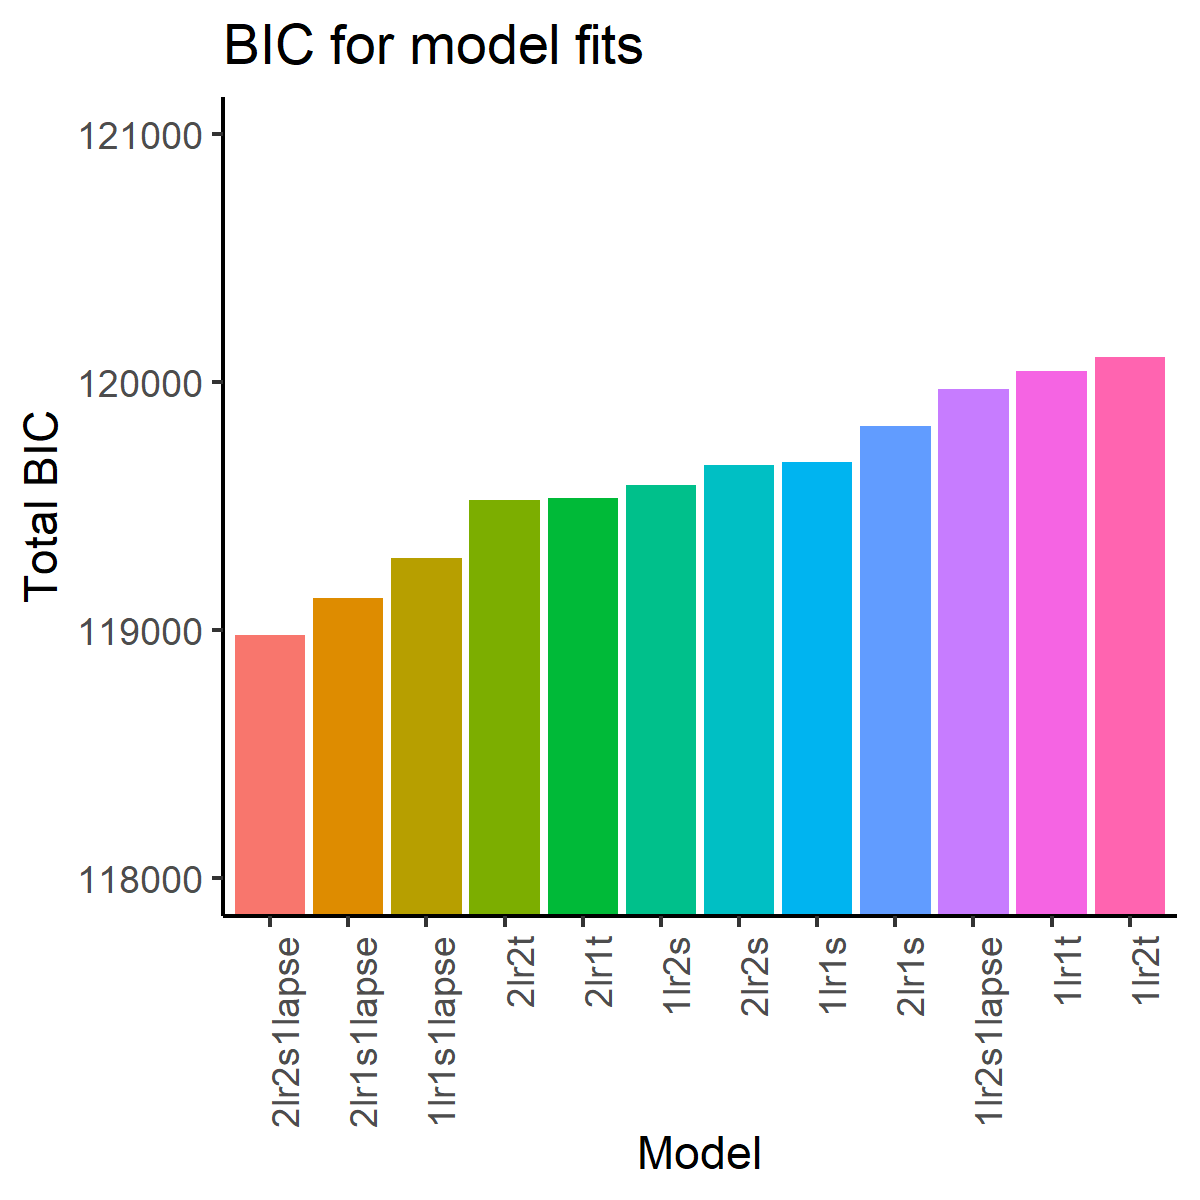 BIC for model fits
121000
120000
119000
118000
Total BIC
2lr2s1lapse
2lr1s1lapse
1lr1s1lapse
2lr2t
2lr1t
1lr2s
2lr2s
1lr1s
2lr1s
1lr2s1lapse
1lr1t
1lr2t
Model